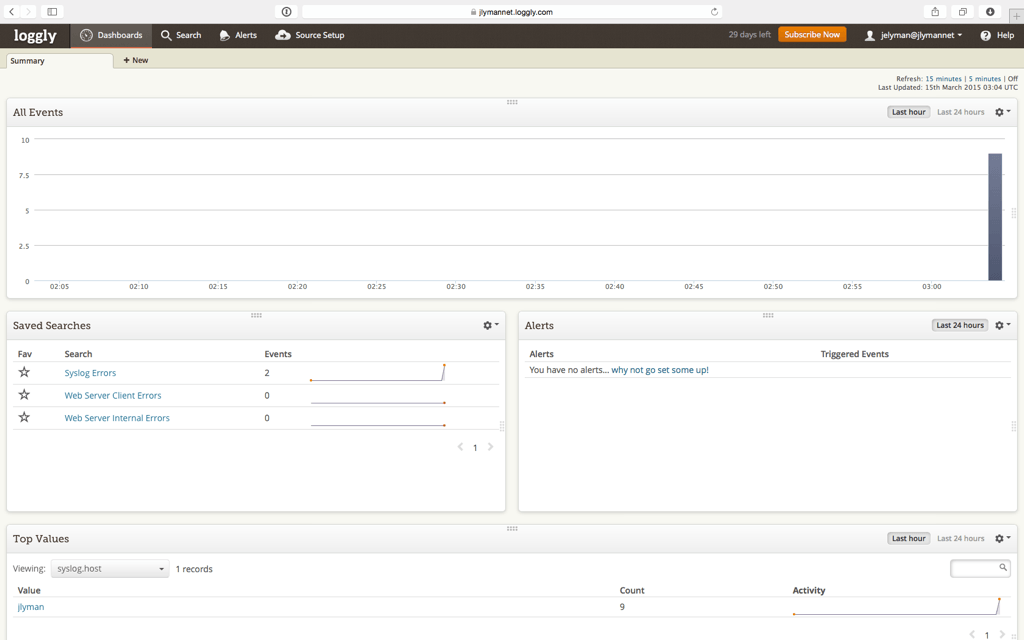 jlymannet.loggly.com
loggly Dashboards Search Alerts Source Setup 29 days left Subscribe Now jelyman@jlymannet Help
Summary + New
Refresh: 15 minutes | 5 minutes | Off
Last Updated: 15th March 2015 03:04 UTC
All Events Last hour Last 24 hours
10
7.5
5
2.5
0
02:05 02:10 02:15 02:20 02:25 02:30 02:35 02:40 02:45 02:50 02:55 03:00
Saved Searches
Fav Search Events
Syslog Errors 2
Web Server Client Errors 0
Web Server Internal Errors 0
1
Alerts Last 24 hours
Alerts Triggered Events
You have no alerts... why not go set some up!
Top Values Last hour Last 24 hours
Viewing: syslog.host 1 records
Value Count Activity
jlyman 9
1